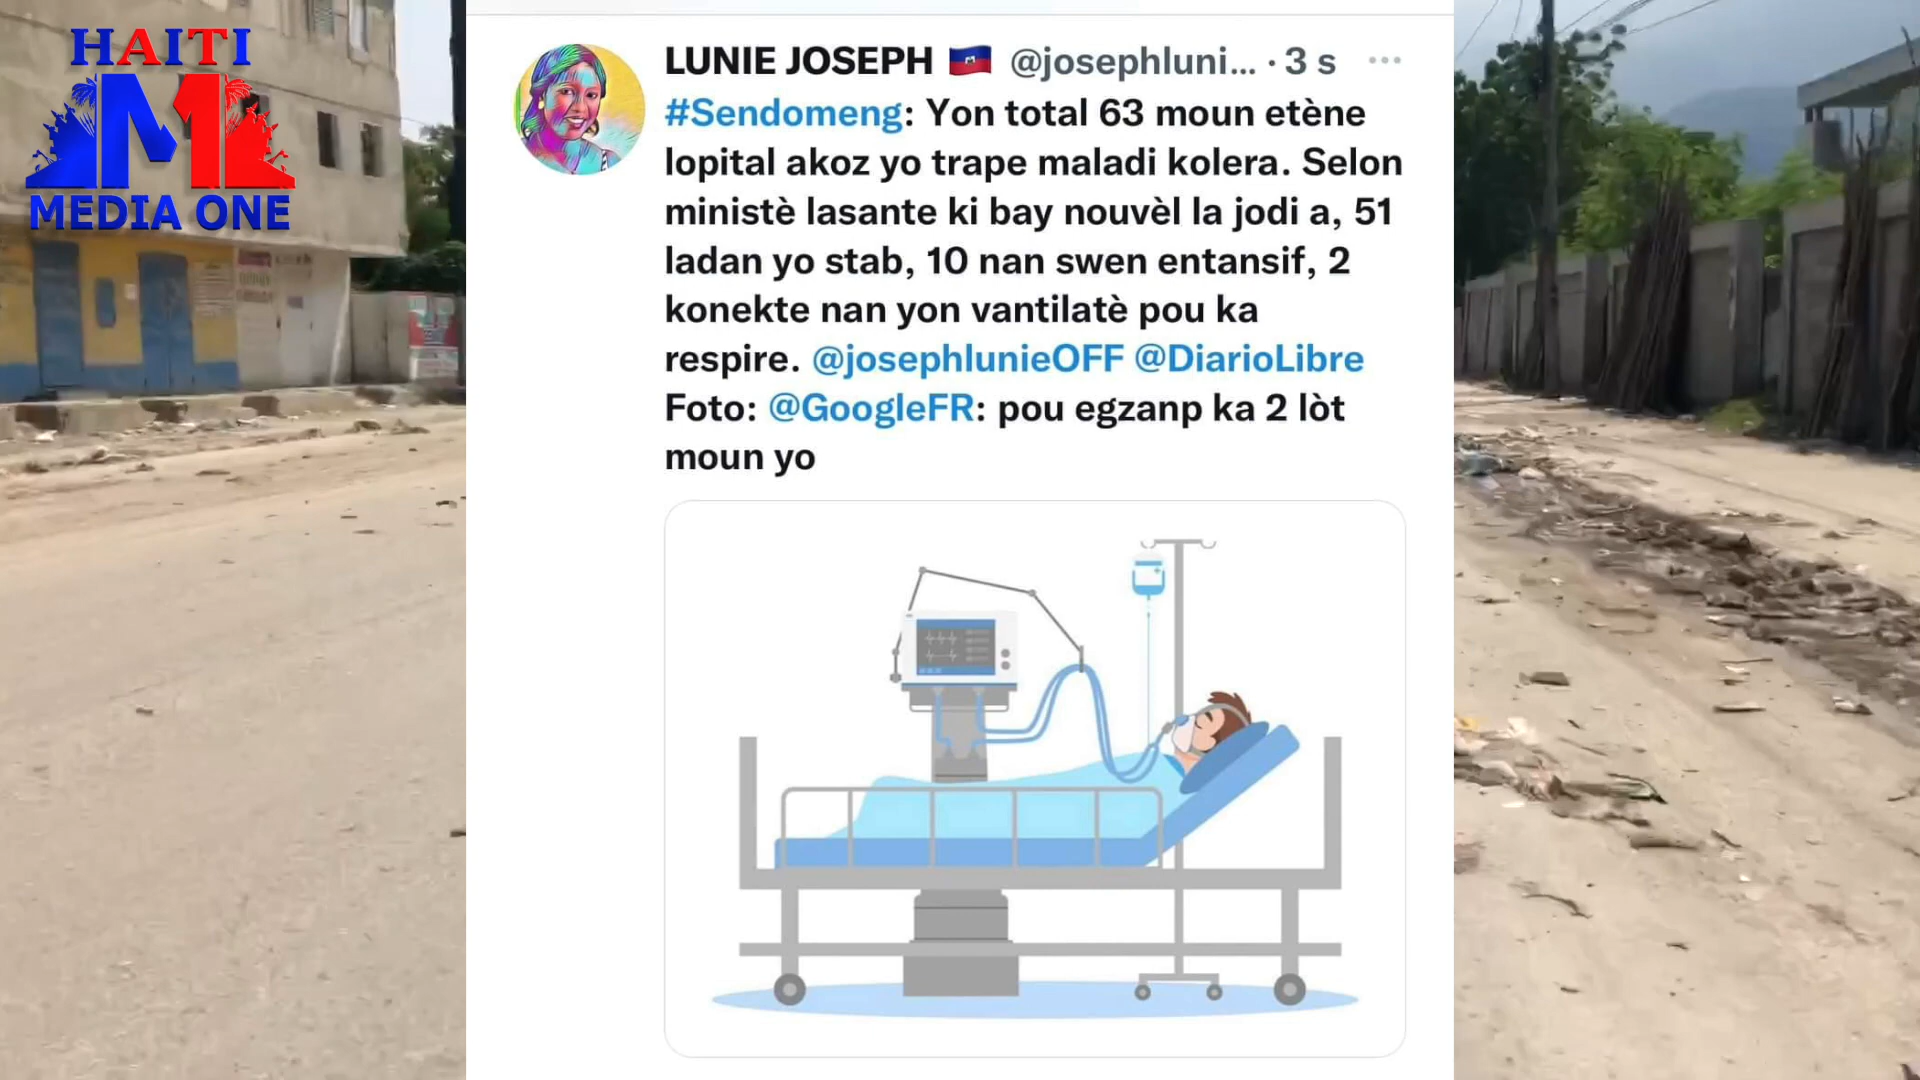 HAITI
MEDIA ONE
LUNIE JOSEPH 🇭🇹 @josephluni... · 3 s
#Sendomeng: Yon total 63 moun etène
lopital akoz yo trape maladi kolera. Selon
ministè lasante ki bay nouvèl la jodi a, 51
ladan yo stab, 10 nan swen entansif, 2
konekte nan yon vantilatè pou ka
respire. @josephlunieOFF @DiarioLibre
Foto: @GoogleFR: pou egzanp ka 2 lòt
moun yo